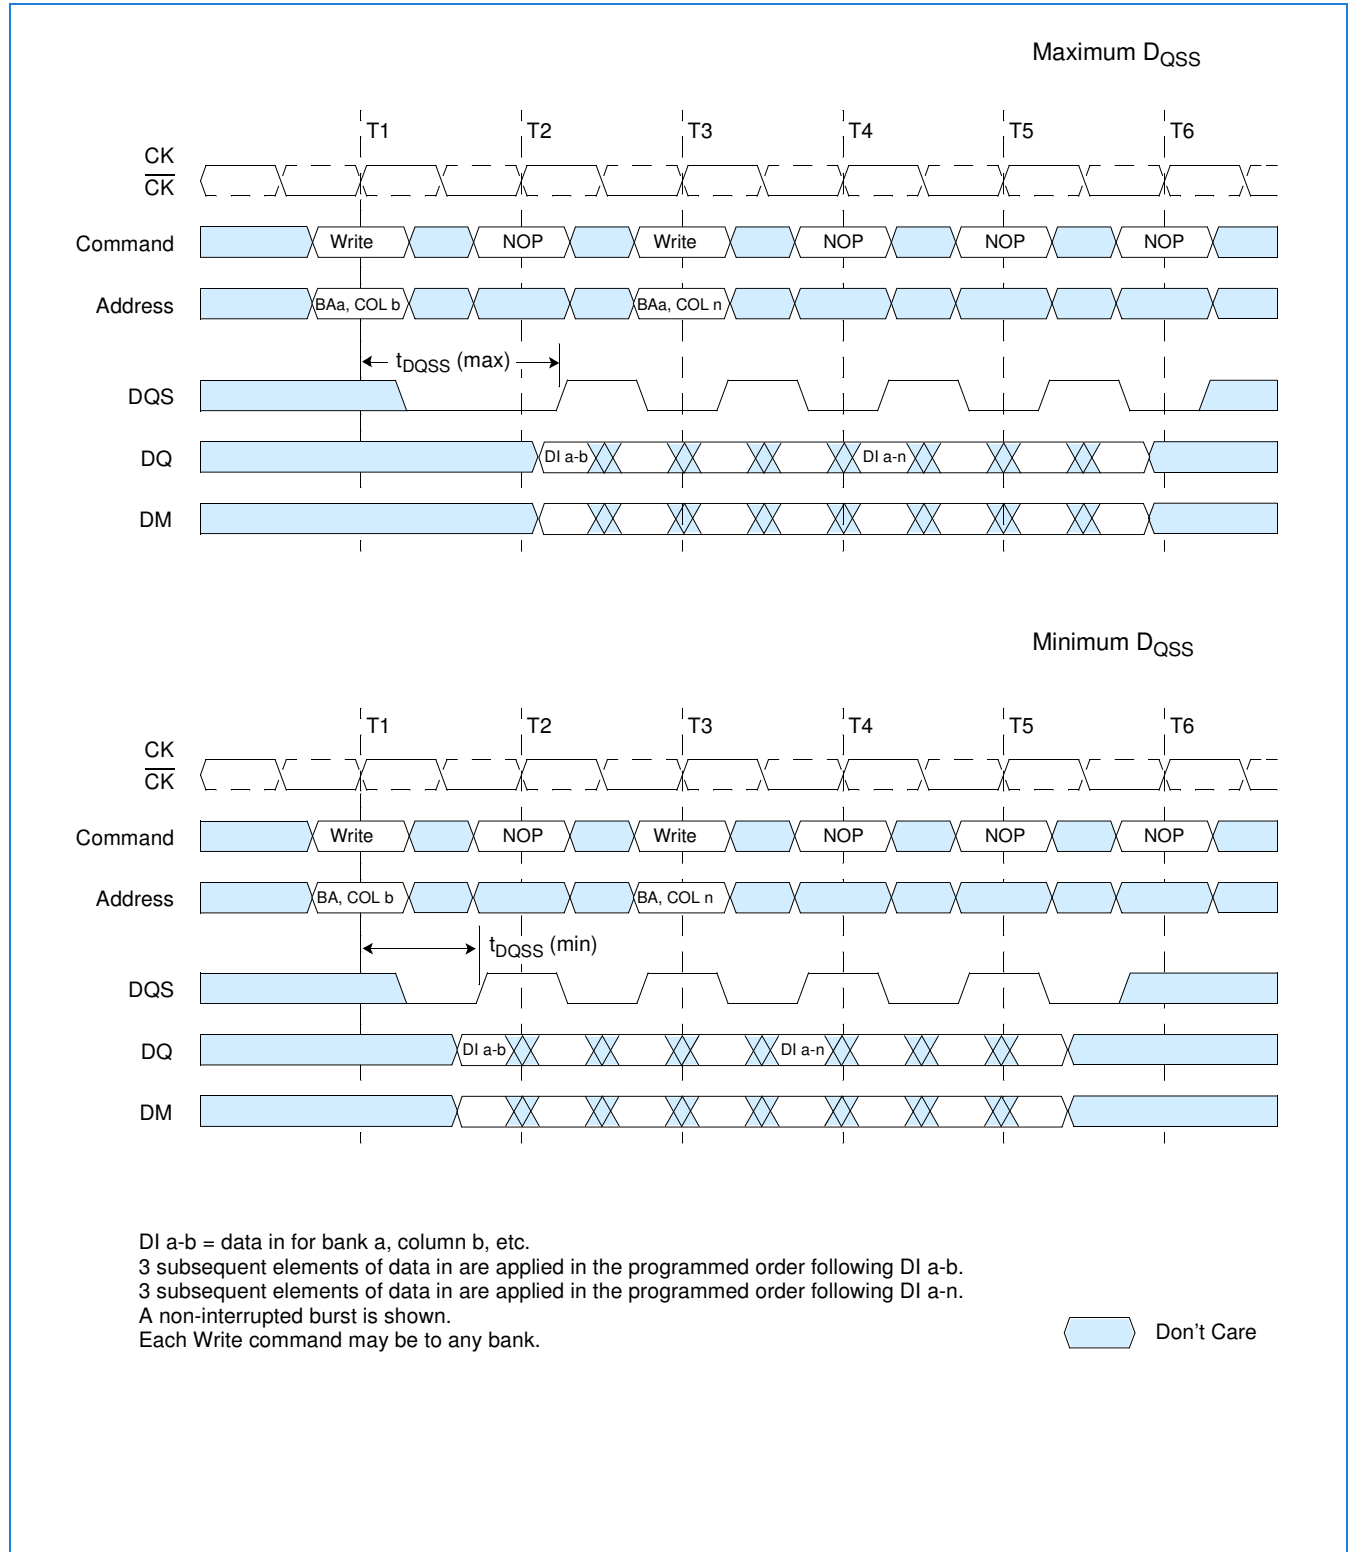 Maximum DQSS
T1 T2 T3 T4 T5 T6
CK
CK
Command Write NOP Write NOP NOP NOP
Address BAa, COL b BAa, COL n
tDQSS (max)
DQS
DQ DI a-b DI a-n
DM
Minimum DQSS
T1 T2 T3 T4 T5 T6
CK
CK
Command Write NOP Write NOP NOP NOP
Address BA, COL b BA, COL n
tDQSS (min)
DQS
DQ DI a-b DI a-n
DM
DI a-b = data in for bank a, column b, etc.
3 subsequent elements of data in are applied in the programmed order following DI a-b.
3 subsequent elements of data in are applied in the programmed order following DI a-n.
A non-interrupted burst is shown.
Each Write command may be to any bank.
Don't Care